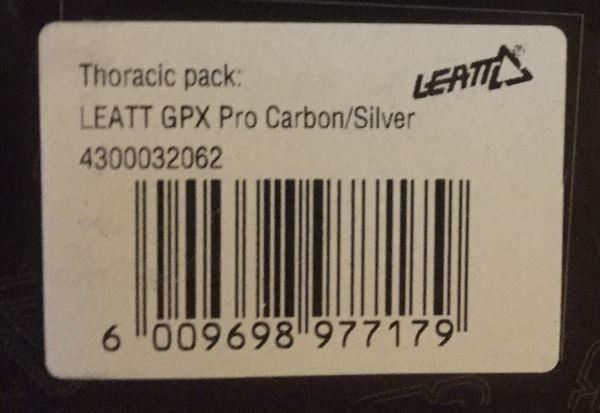 Thoracic pack:
LEATT
LEATT GPX Pro Carbon/Silver
4300032062
6 009698 977179